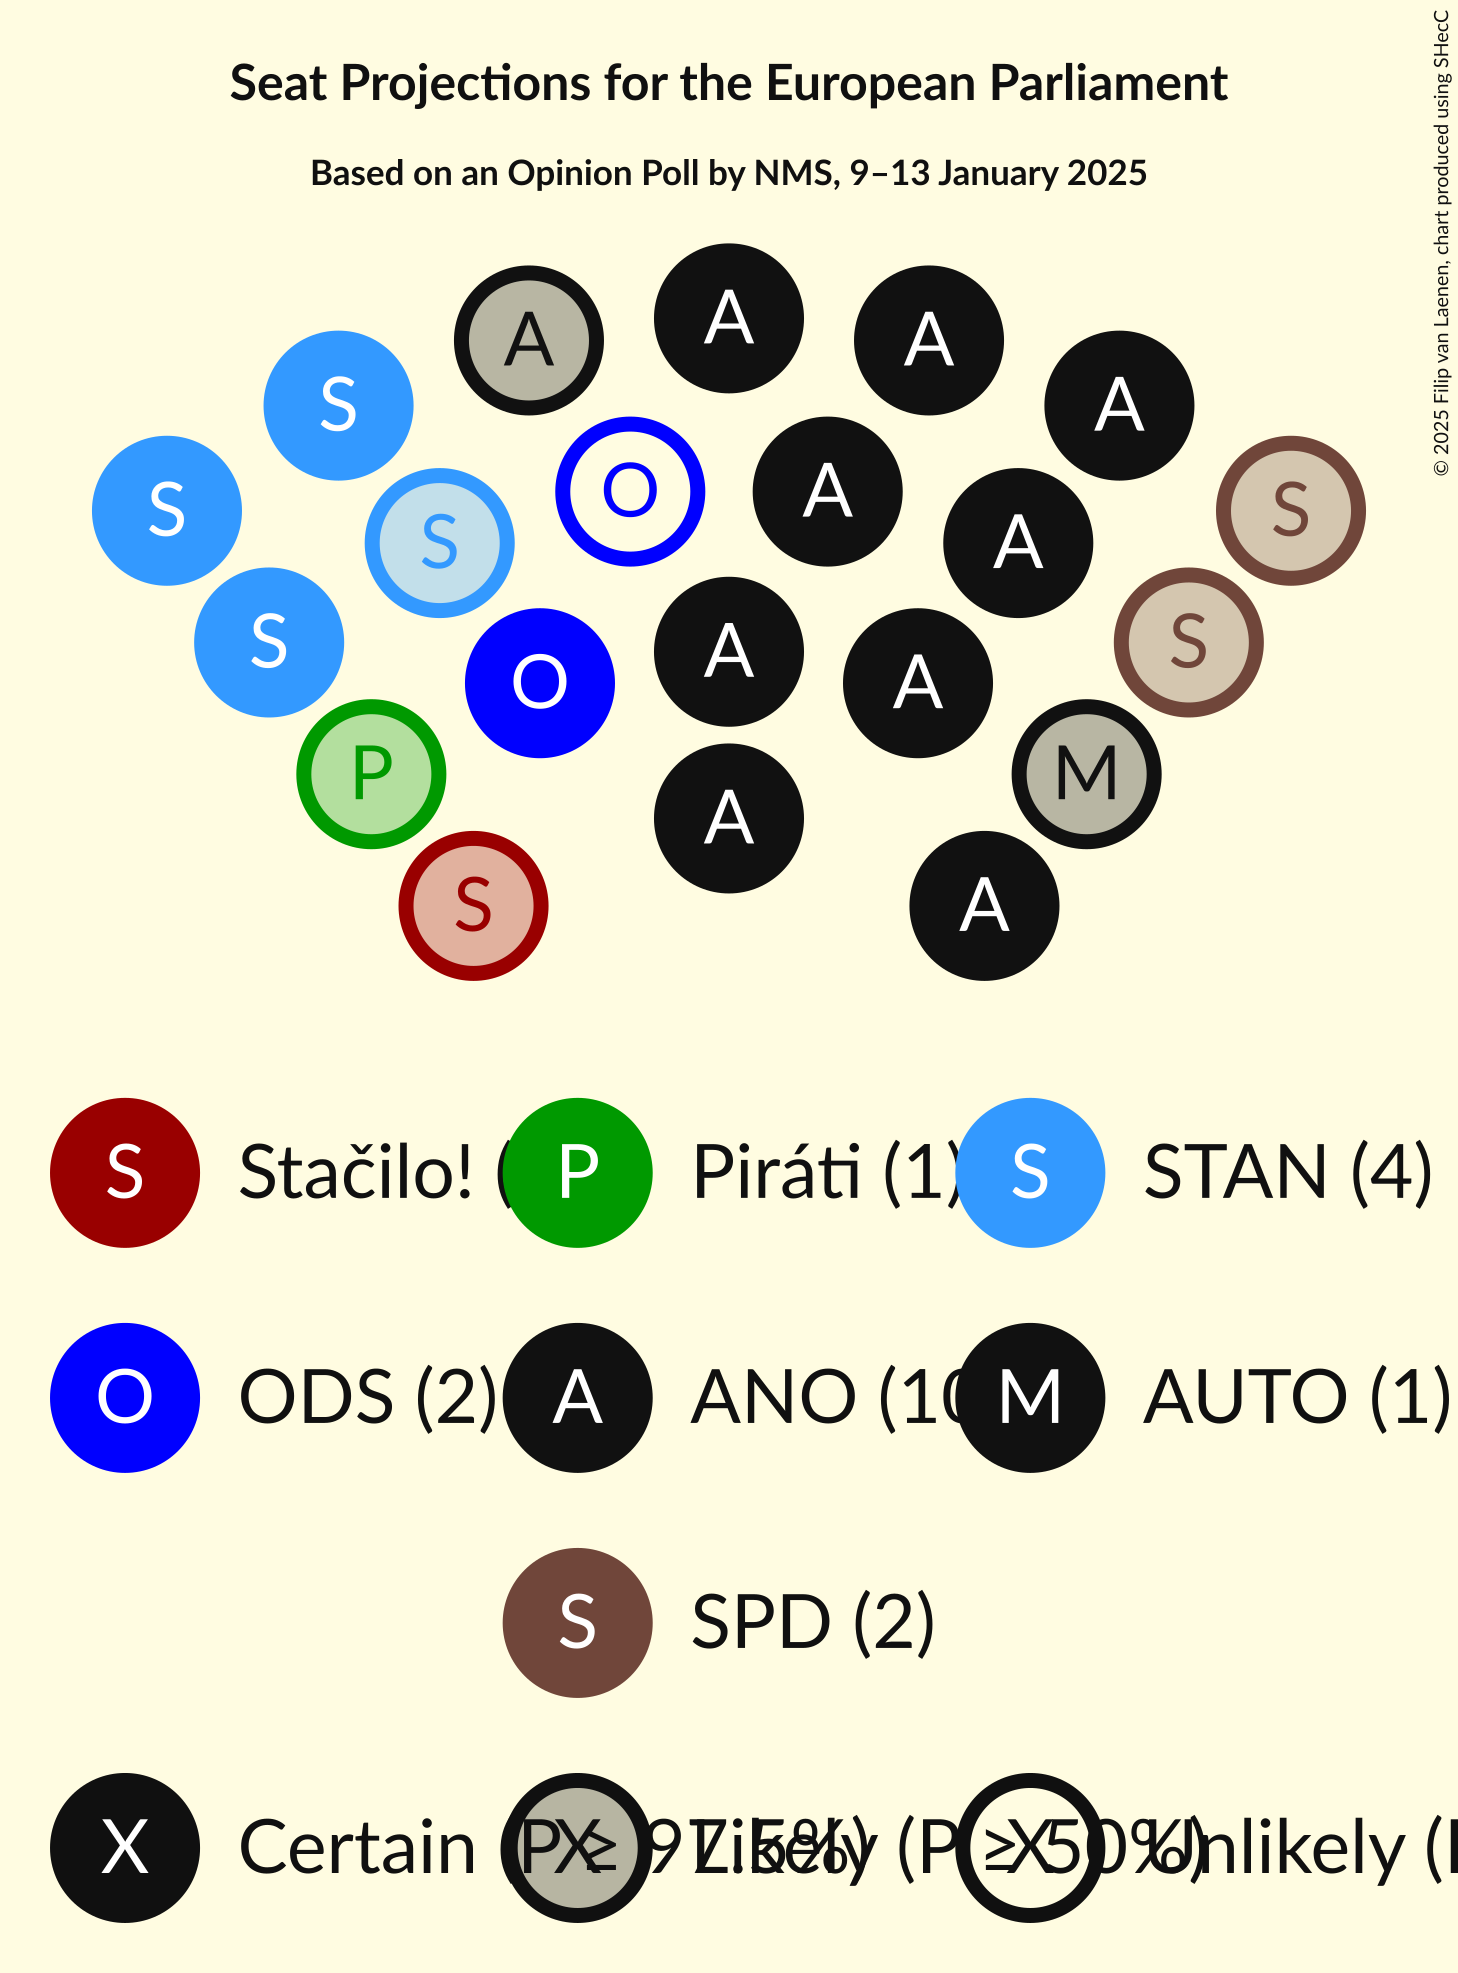 Seat Projections for the European Parliament
Based on an Opinion Poll by NMS, 9–13 January 2025
© 2025 Filip van Laenen, chart produced using SHecC
A
A
A
A
S
S
S
O
A
A
S
S
S
O
A
A
S
P
M
A
S
A
S Stačilo! ( P Piráti (1) S STAN (4)
O ODS (2) A ANO (10 M AUTO (1)
S SPD (2)
X Certain (P ≥ 97.5%) X Likely (P ≥ 50%) X Unlikely (